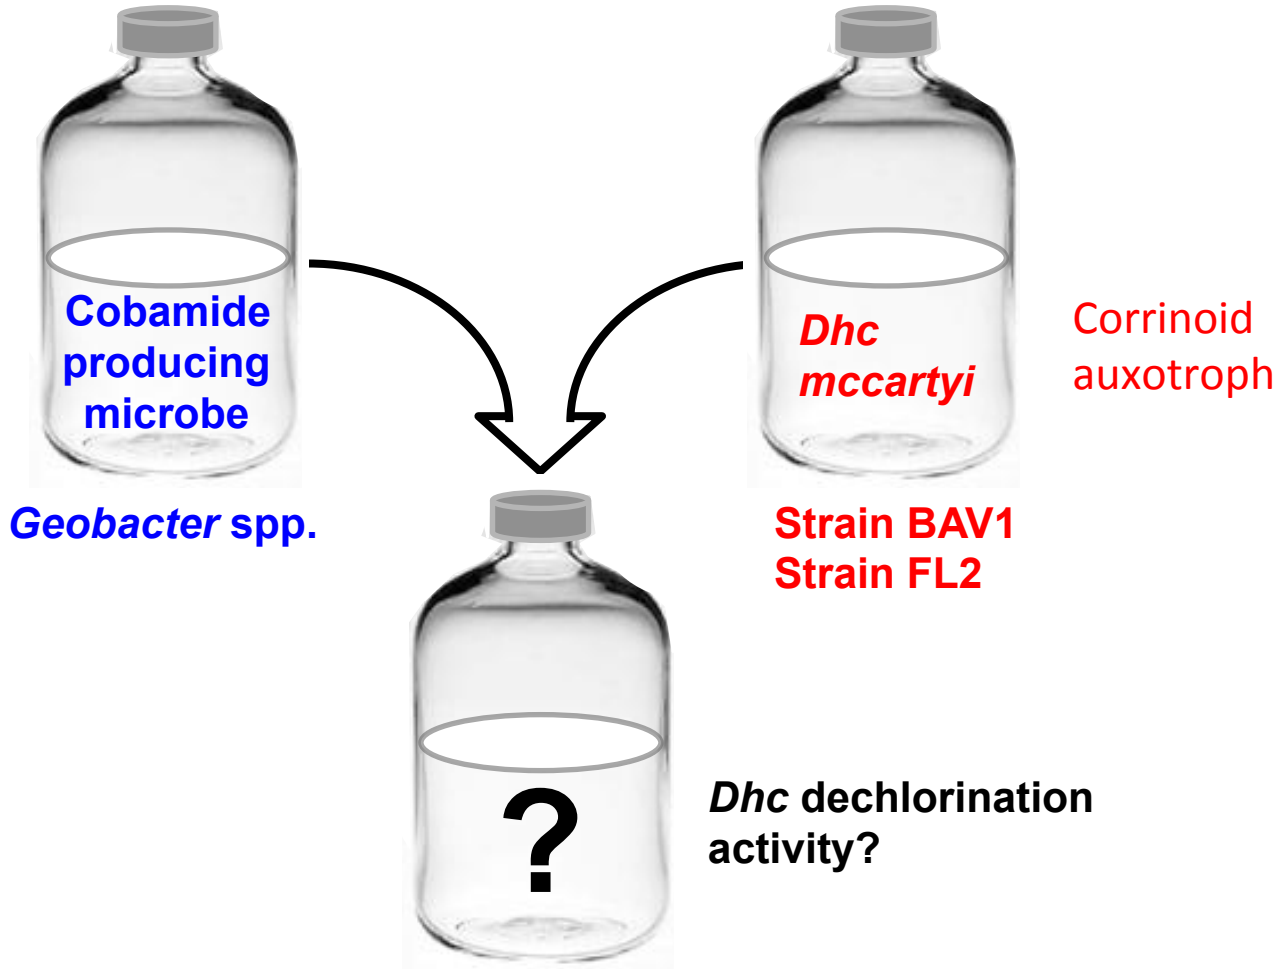 Cobamide
producing
microbe
Geobacter spp.
Dhc
mccartyi
Corrinoid
auxotroph
Strain BAV1
Strain FL2
?
Dhc dechlorination
activity?